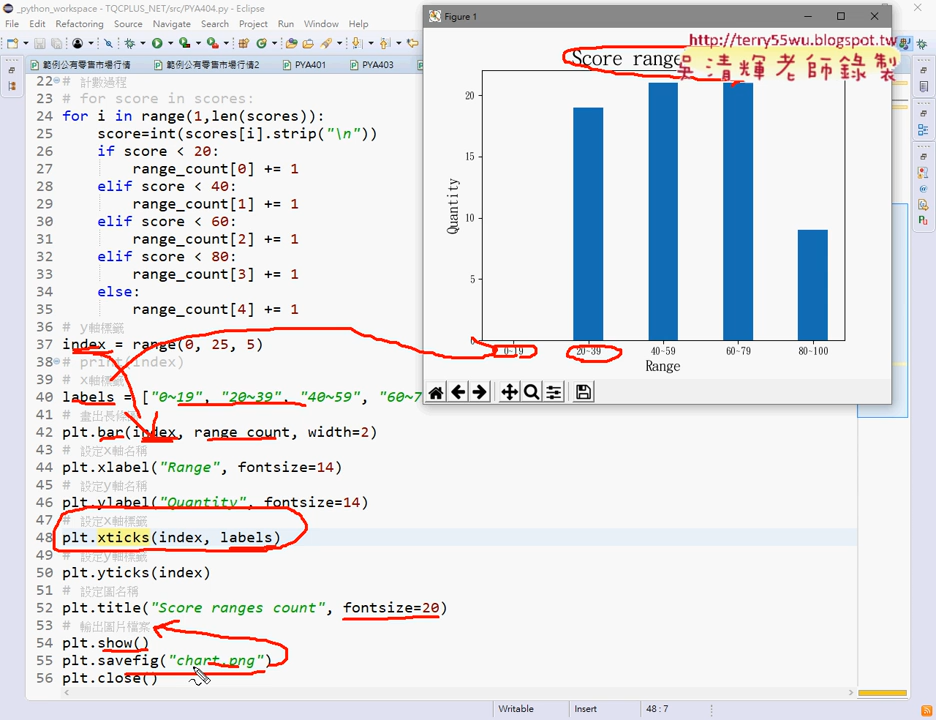 _python_workspace - TQCPLUS_NET/src/PYA404.py - Eclipse
File Edit Refactoring Source Navigate Search Project Run Window Help
範例公有零售市場行情 範例公有零售市場行情2 PYA401 PYA403
22 # 計數過程
23 # for score in scores:
24 for i in range(1,len(scores)):
25 score=int(scores[i].strip("\n"))
26 if score < 20:
27 range_count[0] += 1
28 elif score < 40:
29 range_count[1] += 1
30 elif score < 60:
31 range_count[2] += 1
32 elif score < 80:
33 range_count[3] += 1
34 else:
35 range_count[4] += 1
36 # y軸標籤
37 index = range(0, 25, 5)
38 # print(index)
39 # x軸標籤
40 labels = ["0~19", "20~39", "40~59", "60~7
41 # 畫出長條
42 plt.bar(index, range_count, width=2)
43 # 設定x軸名稱
44 plt.xlabel("Range", fontsize=14)
45 # 設定y軸名稱
46 plt.ylabel("Quantity", fontsize=14)
47 # 設定x軸標籤
48 plt.xticks(index, labels)
49 # 設定y軸標籤
50 plt.yticks(index)
51 # 設定圖名稱
52 plt.title("Score ranges count", fontsize=20)
53 # 輸出圖片檔案
54 plt.show()
55 plt.savefig("chart.png")
56 plt.close()
Figure 1
http://terry55wu.blogspot.tw
吳清輝老師錄製
Score range
20
15
10
5
0
Quantity
0~19 20~39 40~59 60~79 80~100
Range
Writable Insert 48 : 7